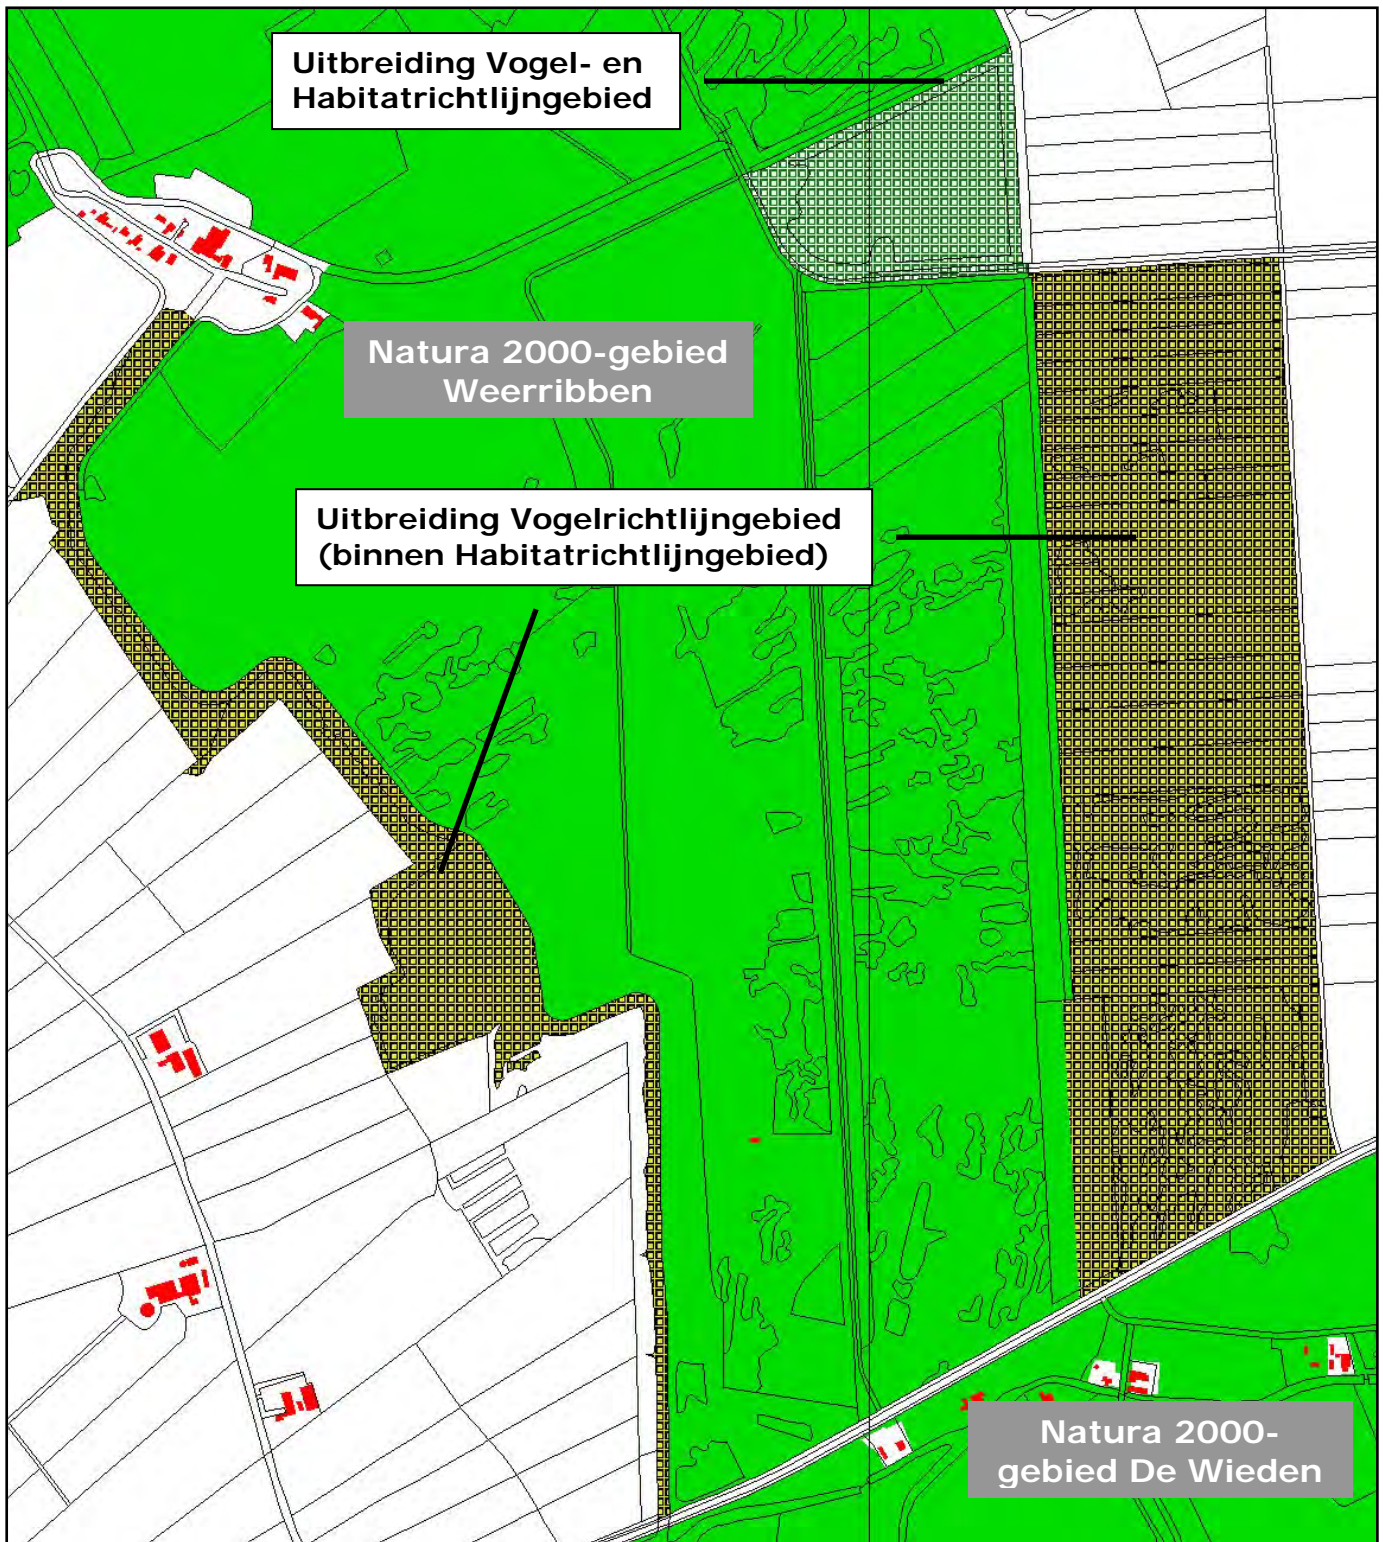 Uitbreiding Vogel- en
Habitatrichtlijngebied
Natura 2000-gebied
Weerribben
Uitbreiding Vogelrichtlijngebied
(binnen Habitatrichtlijngebied)
Natura 2000-
gebied De Wieden